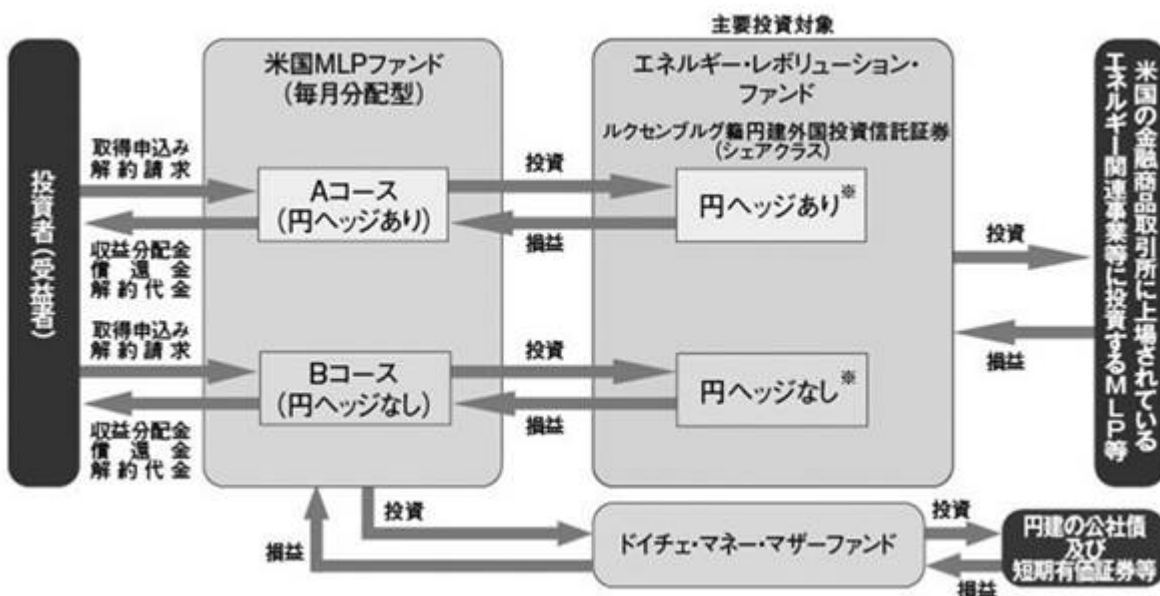 主要投資対象
米国MLPファンド
(毎月分配型)
エネルギー・レボリューション・
ファンド
ルクセンブルグ籍円建外国投資信託証券
(シェアクラス)
投資者(受益者)
取得申込み
解約請求
Aコース
(円ヘッジあり)
投資
円ヘッジあり※
損益
収益分配金
償還金
解約代金
投資
損益
米国の金融商品取引所に上場されている
エネルギー関連事業等に投資するMLP等
取得申込み
解約請求
Bコース
(円ヘッジなし)
投資
円ヘッジなし※
損益
収益分配金
償還金
解約代金
投資
損益
ドイチェ・マネー・マザーファンド
投資
損益
円建の公社債
及び
短期有価証券等